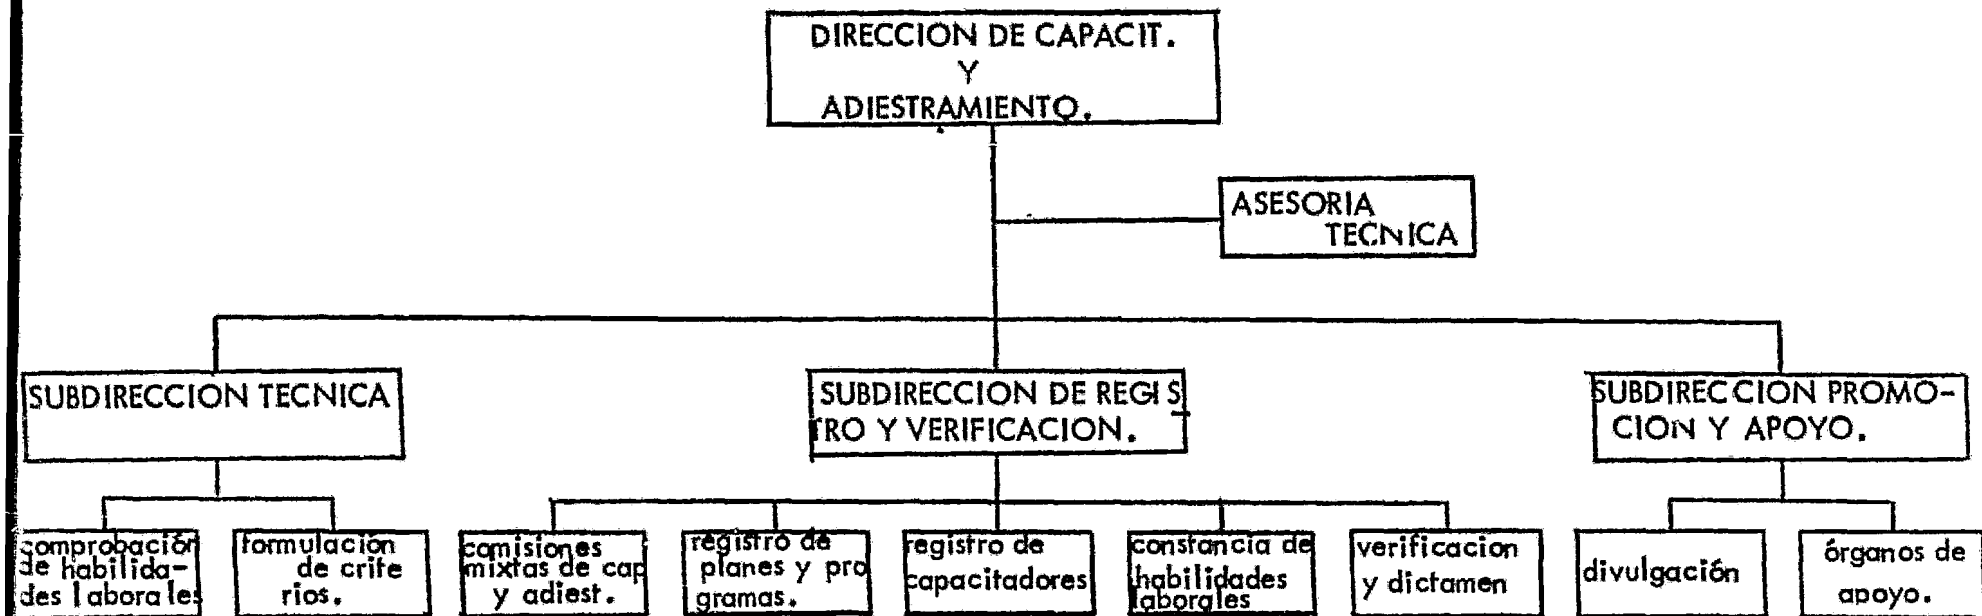 DIRECCION DE CAPACIT.
Y
ADIESTRAMIENTO.
ASESORIA
TECNICA
SUBDIRECCION TECNICA
SUBDIRECCION DE REGIS
TRO Y VERIFICACION.
SUBDIRECCION PROMO-
CION Y APOYO.
comprobación
de habilida-
des laborales
formulación
de crite
rios.
comisiones
mixtas de cap
y adiest.
registro de
planes y pro
gramas.
registro de
capacitadores
constancia de
habilidades
laborales
verificacion
y dictamen
divulgación
órganos de
apoyo.